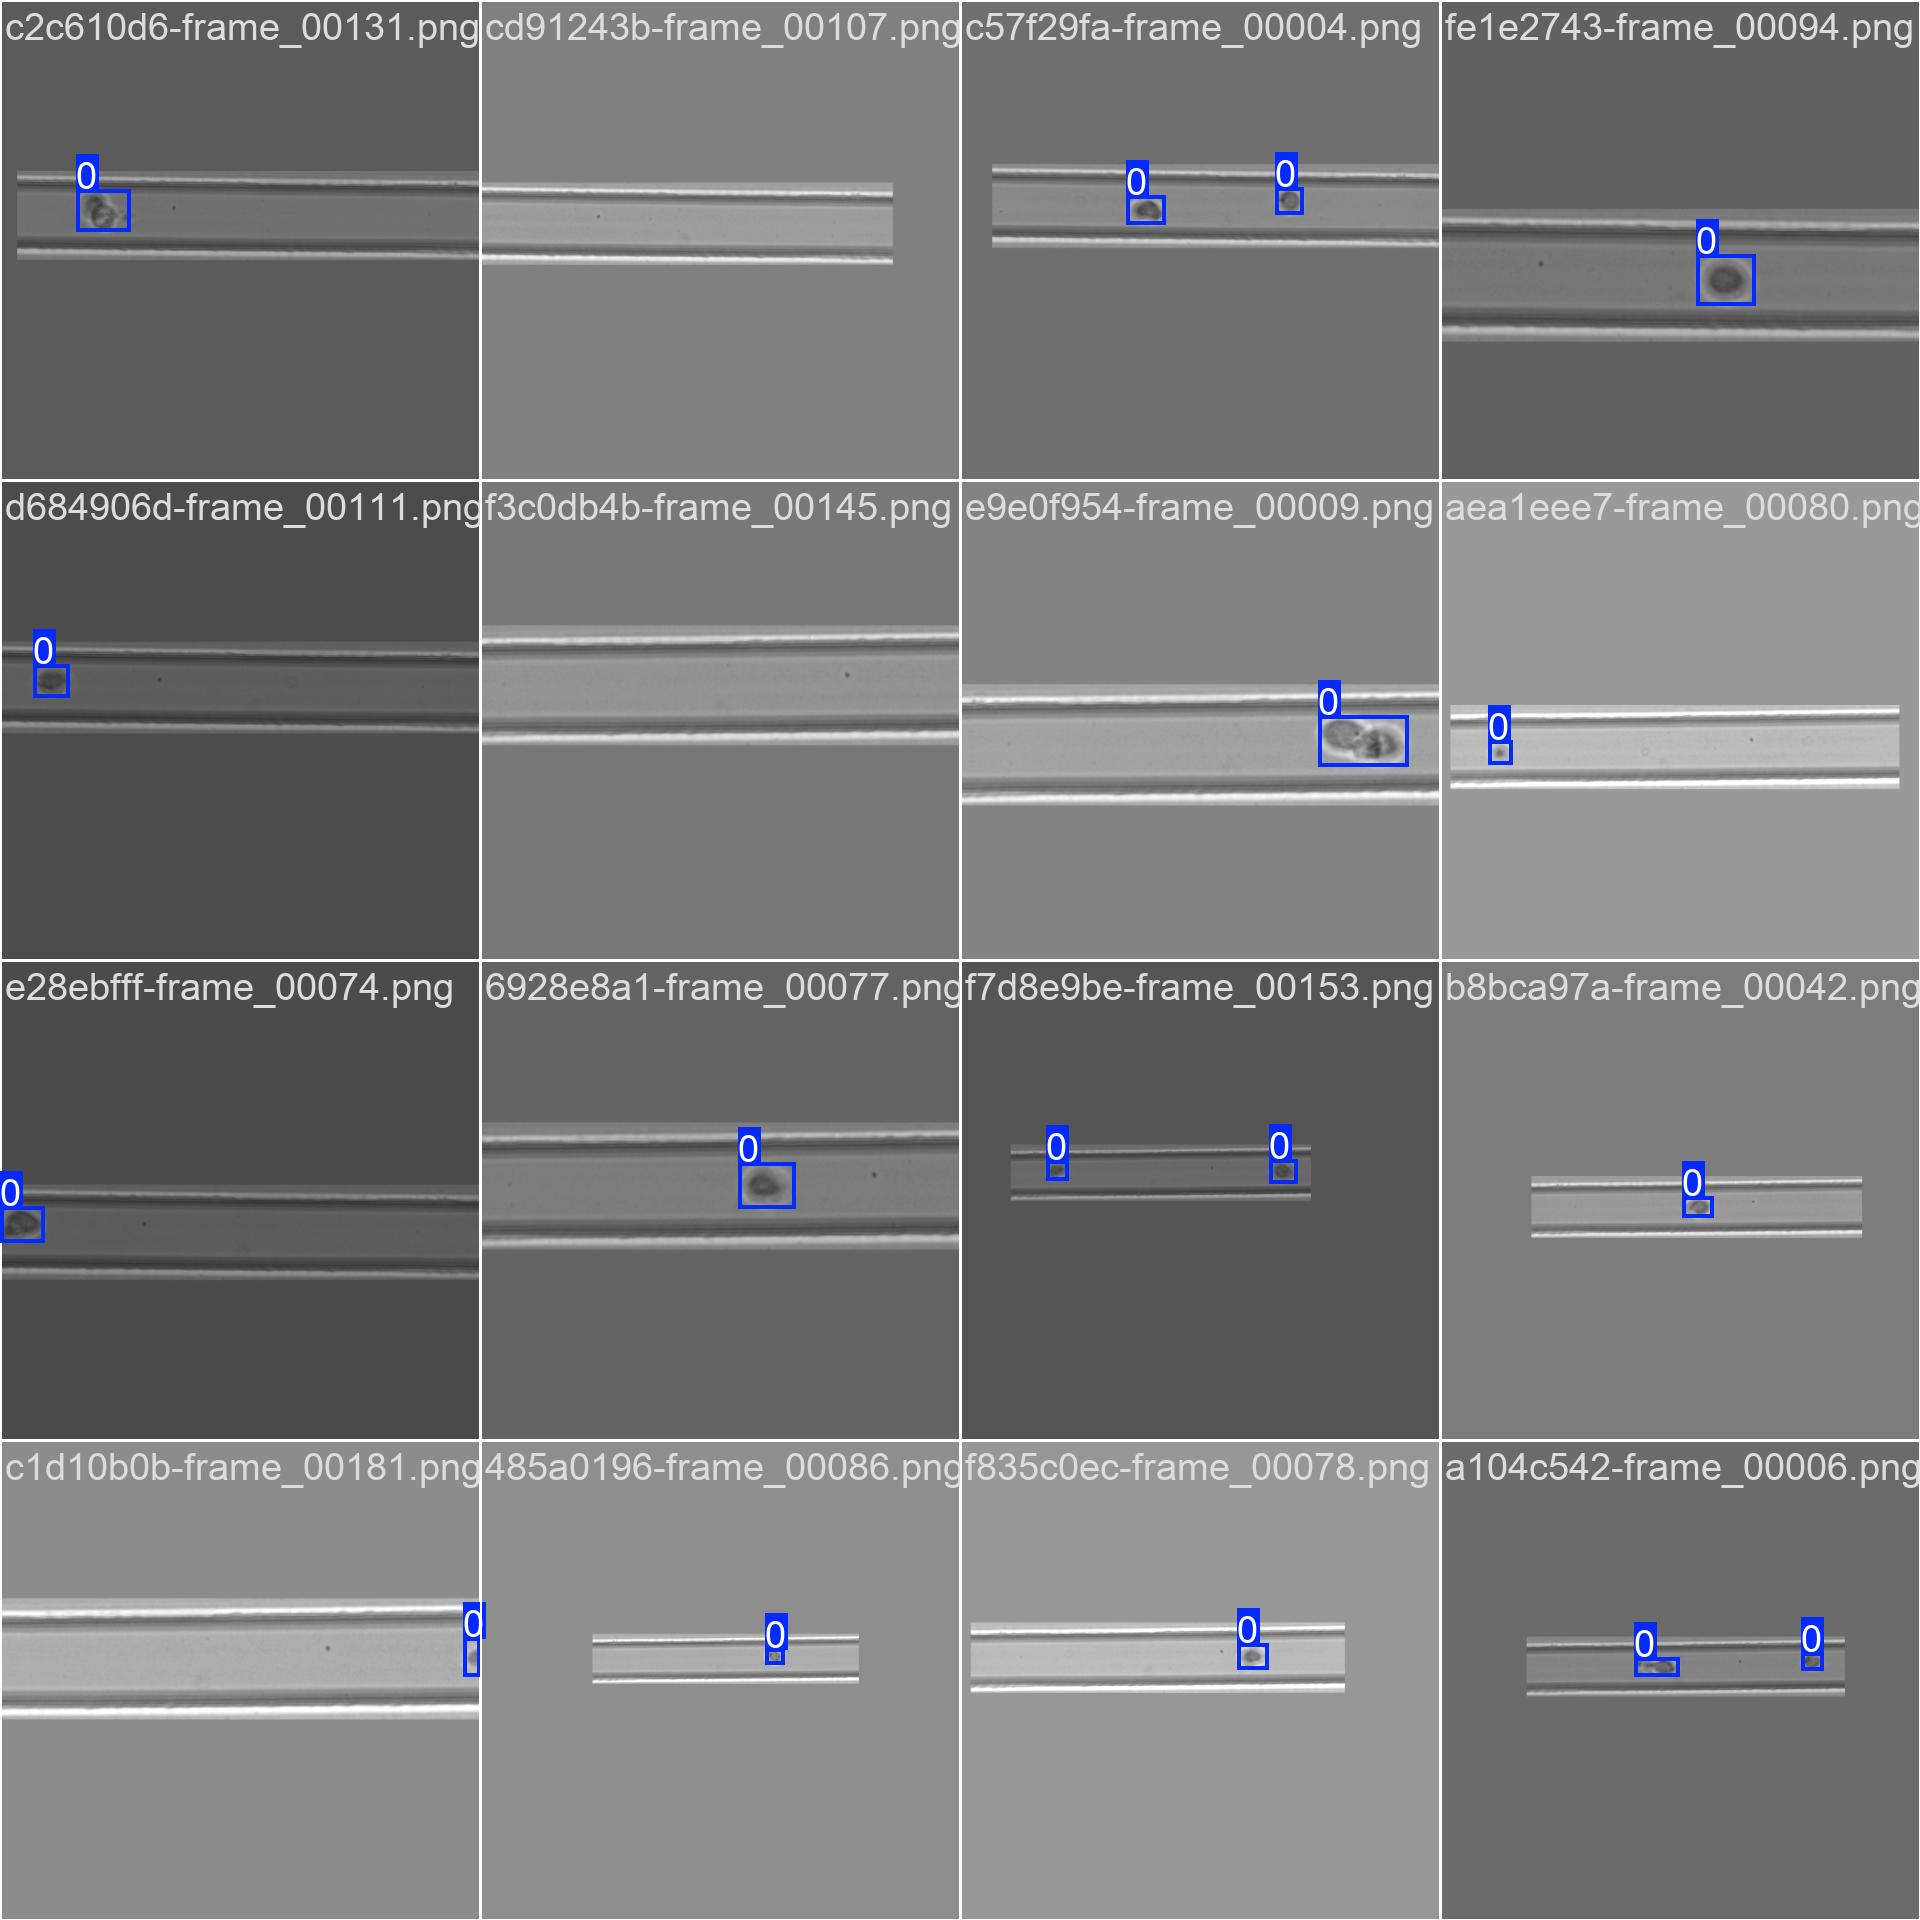 c2c610d6-frame_00131.png
cd91243b-frame_00107.png
c57f29fa-frame_00004.png
fe1e2743-frame_00094.png
0
0
0
0
d684906d-frame_00111.png
f3c0db4b-frame_00145.png
e9e0f954-frame_00009.png
aea1eee7-frame_00080.png
0
0
0
e28ebfff-frame_00074.png
6928e8a1-frame_00077.png
f7d8e9be-frame_00153.png
b8bca97a-frame_00042.png
0
0
0
0
0
c1d10b0b-frame_00181.png
485a0196-frame_00086.png
f835c0ec-frame_00078.png
a104c542-frame_00006.png
0
0
0
0
0